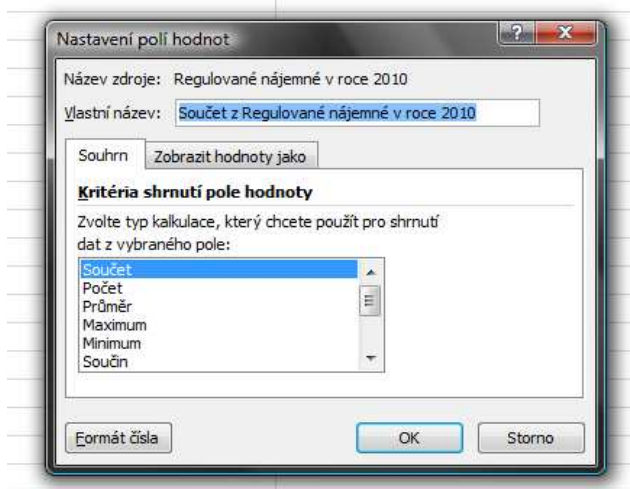 Nastavení polí hodnot
Název zdroje: Regulované nájemné v roce 2010
Vlastní název: Součet z Regulované nájemné v roce 2010
Souhrn Zobrazit hodnoty jako
Kritéria shrnutí pole hodnoty
Zvolte typ kalkulace, který chcete použít pro shrnutí
dat z vybraného pole:
Součet
Počet
Průměr
Maximum
Minimum
Součin
Formát čísla OK Storno